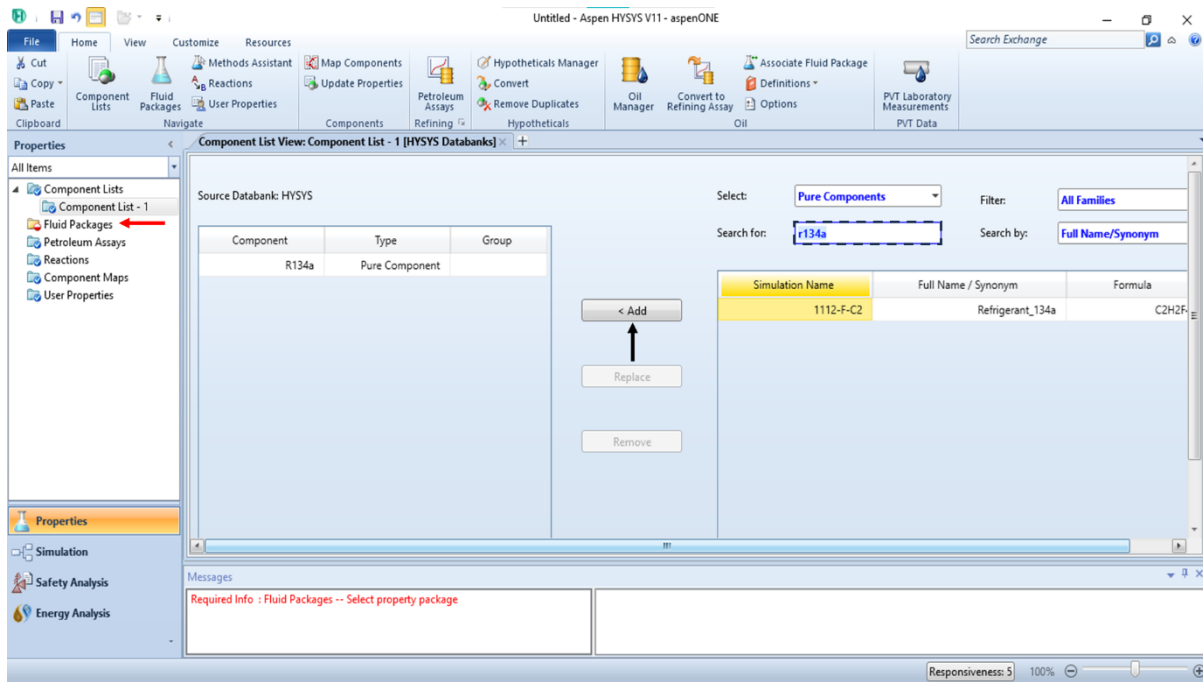 Untitled - Aspen HYSYS V11 - aspenONE
File Home View Customize Resources
Search Exchange
Cut
Copy
Paste
Clipboard
Component Lists
Fluid Packages
Methods Assistant
Reactions
User Properties
Navigate
Map Components
Update Properties
Components
Petroleum Assays
Refining
Hypotheticals Manager
Convert
Remove Duplicates
Hypotheticals
Oil Manager
Convert to Refining Assay
Associate Fluid Package
Definitions
Options
Oil
PVT Laboratory Measurements
PVT Data
Properties
All Items
Component Lists
Component List - 1
Fluid Packages
Petroleum Assays
Reactions
Component Maps
User Properties
Properties
Simulation
Safety Analysis
Energy Analysis
Component List View: Component List - 1 [HYSYS Databanks]
Source Databank: HYSYS
Component Type Group
R134a Pure Component
< Add
Replace
Remove
Select: Pure Components Filter: All Families
Search for: r134a Search by: Full Name/Synonym
Simulation Name Full Name / Synonym Formula
1112-F-C2 Refrigerant_134a C2H2F
Messages
Required Info : Fluid Packages -- Select property package
Responsiveness: 5 100%